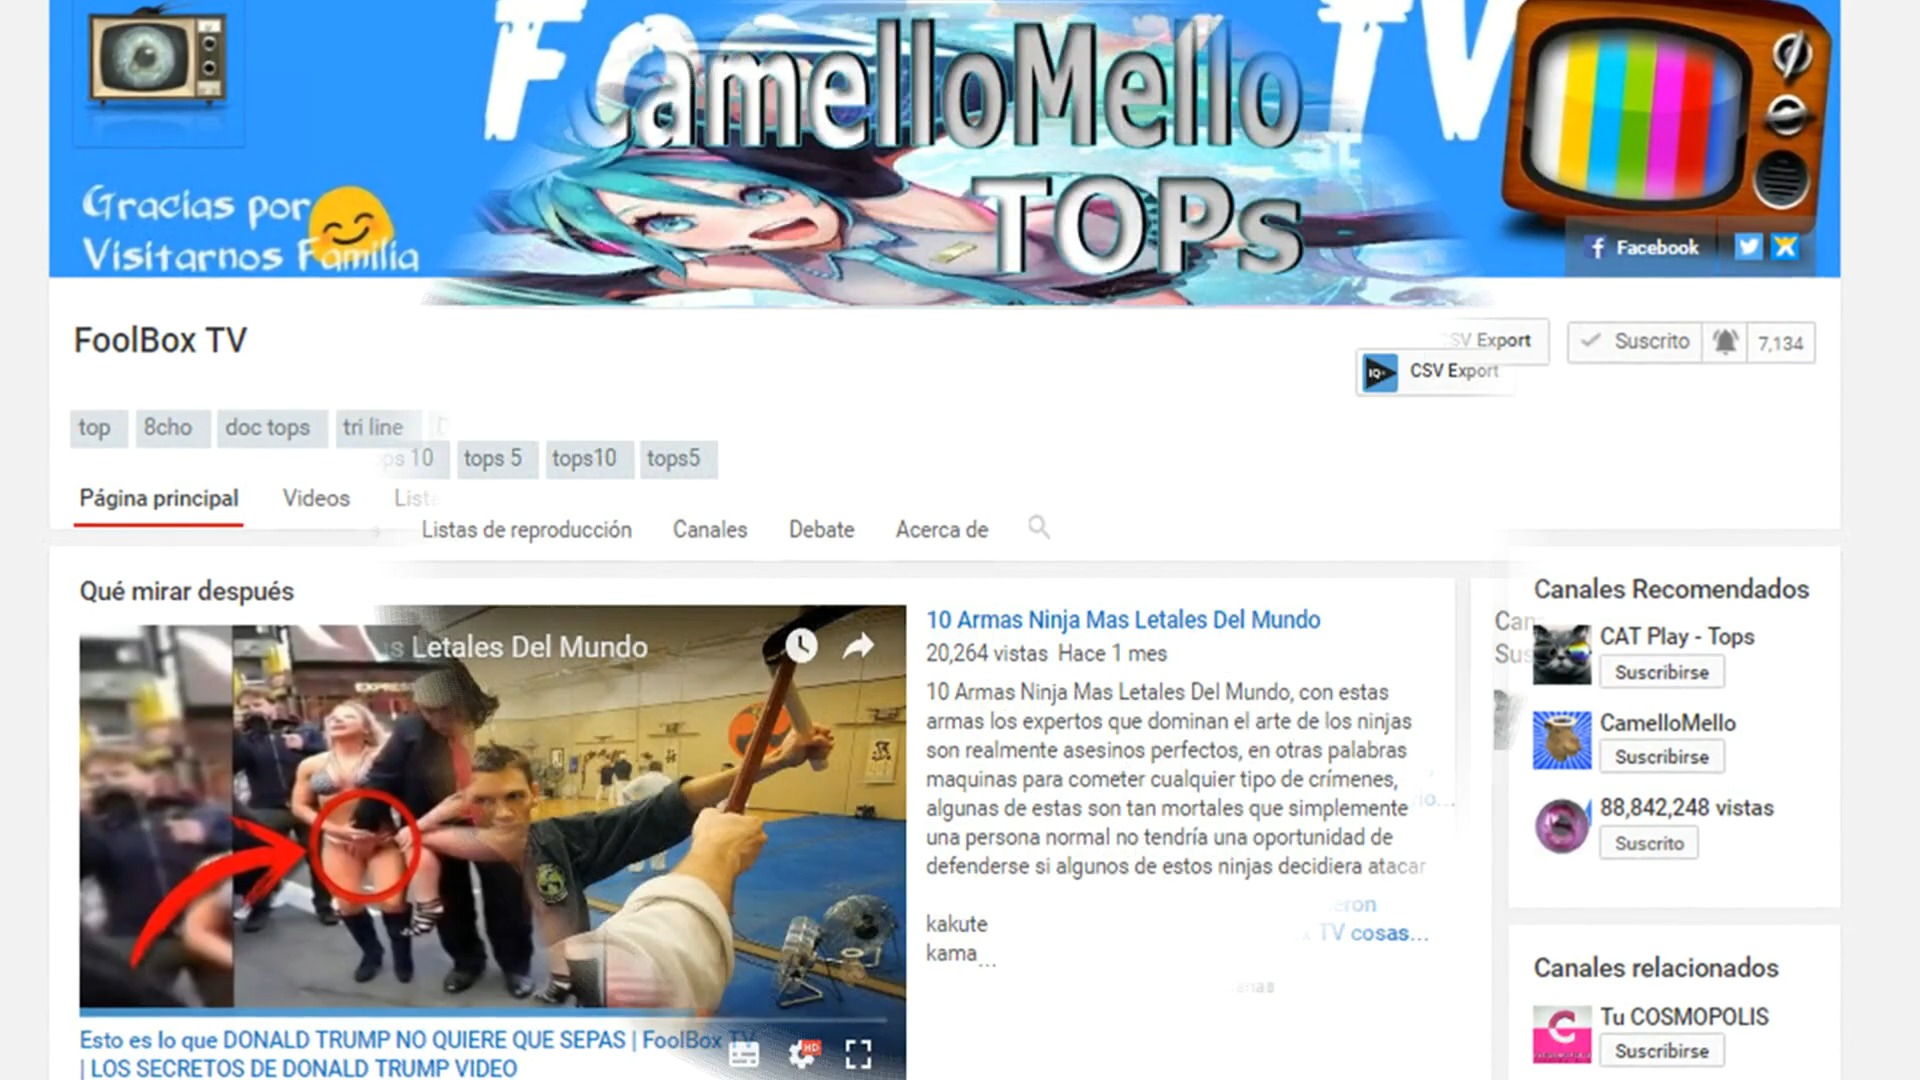 CamelloMello
TV
TOPs
Gracias por
Visitarnos Familia
Facebook
FoolBox TV
CSV Export
Suscrito
7,134
IQ
CSV Export
top
8cho
doc tops
tri line
10
tops 5
tops10
tops5
Página principal
Videos
Listas de reproducción
Canales
Debate
Acerca de
Qué mirar después
Letales Del Mundo
10 Armas Ninja Mas Letales Del Mundo
20,264 vistas Hace 1 mes
10 Armas Ninja Mas Letales Del Mundo, con estas
armas los expertos que dominan el arte de los ninjas
son realmente asesinos perfectos, en otras palabras
maquinas para cometer cualquier tipo de crímenes,
algunas de estas son tan mortales que simplemente
una persona normal no tendría una oportunidad de
defenderse si algunos de estos ninjas decidiera atacar
kakute
kama...
TV cosas...
Esto es lo que DONALD TRUMP NO QUIERE QUE SEPAS | FoolBox TV
| LOS SECRETOS DE DONALD TRUMP VIDEO
HD
Canales Recomendados
CAT Play - Tops
Suscribirse
CamelloMello
Suscribirse
88,842,248 vistas
Suscrito
Canales relacionados
Tu COSMOPOLIS
Suscribirse